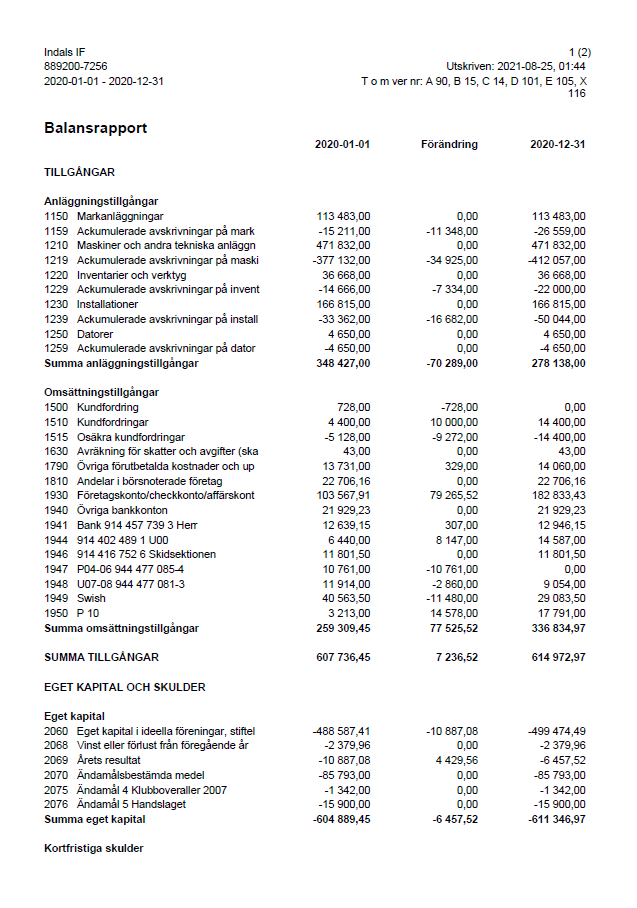 Indals IF 1 (2)
889200-7256 Utskriven: 2021-08-25, 01:44
2020-01-01 - 2020-12-31 T o m ver nr: A 90, B 15, C 14, D 101, E 105, X
116
Balansrapport
2020-01-01 Förändring 2020-12-31
TILLGÅNGAR
Anläggningstillgångar
1150 Markanläggningar 113 483,00 0,00 113 483,00
1159 Ackumulerade avskrivningar på mark -15 211,00 -11 348,00 -26 559,00
1210 Maskiner och andra tekniska anläggn 471 832,00 0,00 471 832,00
1219 Ackumulerade avskrivningar på maski -377 132,00 -34 925,00 -412 057,00
1220 Inventarier och verktyg 36 668,00 0,00 36 668,00
1229 Ackumulerade avskrivningar på invent -14 666,00 -7 334,00 -22 000,00
1230 Installationer 166 815,00 0,00 166 815,00
1239 Ackumulerade avskrivningar på install -33 362,00 -16 682,00 -50 044,00
1250 Datorer 4 650,00 0,00 4 650,00
1259 Ackumulerade avskrivningar på dator -4 650,00 0,00 -4 650,00
Summa anläggningstillgångar 348 427,00 -70 289,00 278 138,00
Omsättningstillgångar
1500 Kundfordring 728,00 -728,00 0,00
1510 Kundfordringar 4 400,00 10 000,00 14 400,00
1515 Osäkra kundfordringar -5 128,00 -9 272,00 -14 400,00
1630 Avräkning för skatter och avgifter (ska 43,00 0,00 43,00
1790 Övriga förutbetalda kostnader och up 13 731,00 329,00 14 060,00
1810 Andelar i börsnoterade företag 22 706,16 0,00 22 706,16
1930 Företagskonto/checkkonto/affärskont 103 567,91 79 265,52 182 833,43
1940 Övriga bankkonton 21 929,23 0,00 21 929,23
1941 Bank 914 457 739 3 Herr 12 639,15 307,00 12 946,15
1944 914 402 489 1 U00 6 440,00 8 147,00 14 587,00
1946 914 416 752 6 Skidsektionen 11 801,50 0,00 11 801,50
1947 P04-06 944 477 085-4 10 761,00 -10 761,00 0,00
1948 U07-08 944 477 081-3 11 914,00 -2 860,00 9 054,00
1949 Swish 40 563,50 -11 480,00 29 083,50
1950 P 10 3 213,00 14 578,00 17 791,00
Summa omsättningstillgångar 259 309,45 77 525,52 336 834,97
SUMMA TILLGÅNGAR 607 736,45 7 236,52 614 972,97
EGET KAPITAL OCH SKULDER
Eget kapital
2060 Eget kapital i ideella föreningar, stiftel -488 587,41 -10 887,08 -499 474,49
2068 Vinst eller förlust från föregående år -2 379,96 0,00 -2 379,96
2069 Årets resultat -10 887,08 4 429,56 -6 457,52
2070 Ändamålsbestämda medel -85 793,00 0,00 -85 793,00
2075 Ändamål 4 Klubboveraller 2007 -1 342,00 0,00 -1 342,00
2076 Ändamål 5 Handslaget -15 900,00 0,00 -15 900,00
Summa eget kapital -604 889,45 -6 457,52 -611 346,97
Kortfristiga skulder